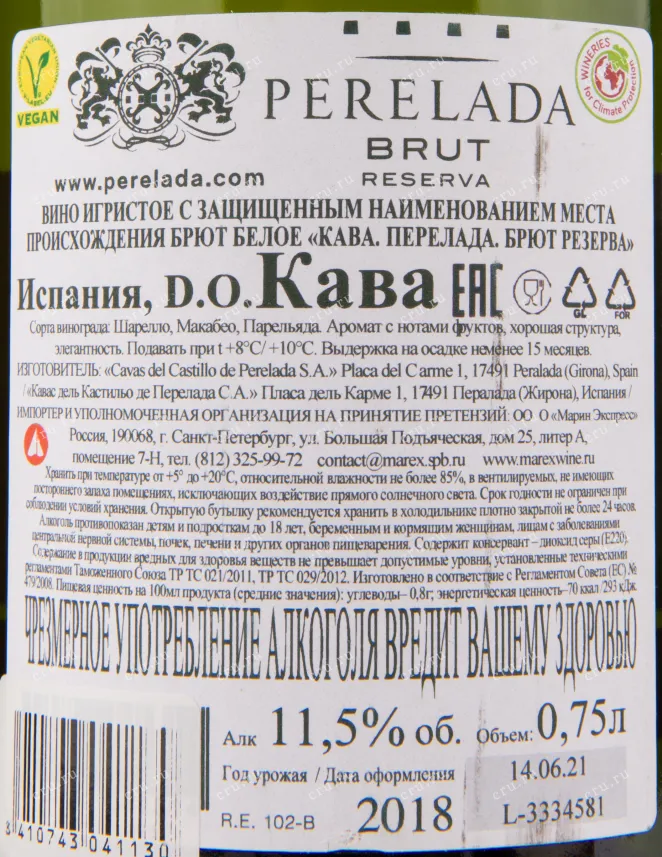 VEGAN
WINERIES
for Climate Protection
PERELADA
BRUT
RESERVA
www.perelada.com
ВИНО ИГРИСТОЕ С ЗАЩИЩЕННЫМ НАИМЕНОВАНИЕМ МЕСТА
ПРОИСХОЖДЕНИЯ БРЮТ БЕЛОЕ «КАВА. ПЕРЕЛАДА. БРЮТ РЕЗЕРВА»
Испания, D.O. Кава EAC
GL FOR
Сорта винограда: Шарелло, Макабео, Парельяда. Аромат с нотами фруктов, хорошая структура,
элегантность. Подавать при t +8°C/ +10°C. Выдержка на осадке неменее 15 месяцев.
ИЗГОТОВИТЕЛЬ: «Cavas del Castillo de Perelada S.A.» Placa del Carme 1, 17491 Peralada (Girona), Spain
/ «Кавас дель Кастильо де Перелада С.А.» Пласа дель Карме 1, 17491 Пералада (Жирона), Испания /
ИМПОРТЕР И УПОЛНОМОЧЕННАЯ ОРГАНИЗАЦИЯ НА ПРИНЯТИЕ ПРЕТЕНЗИЙ: ОО О «Марин Экспресс»
Россия, 190068, г. Санкт-Петербург, ул. Большая Подъяческая, дом 25, литер А,
помещение 7-Н, тел. (812) 325-99-72 contact@marex.spb.ru www.marexwine.ru
Хранить при температуре от +5° до +20°C, относительной влажности не более 85%, в вентилируемых, не имеющих
постороннего запаха помещениях, исключающих воздействие прямого солнечного света. Срок годности не ограничен при
соблюдении условий хранения. Открытую бутылку рекомендуется хранить в холодильнике плотно закрытой не более 24 часов.
Алкоголь противопоказан детям и подросткам до 18 лет, беременным и кормящим женщинам, лицам с заболеваниями
центральной нервной системы, почек, печени и других органов пищеварения. Содержит консервант – диоксид серы (Е220).
Содержание в продукции вредных для здоровья веществ не превышает допустимые уровни, установленные техническими
регламентами Таможенного Союза ТР ТС 021/2011, ТР ТС 029/2012. Изготовлено в соответствие с Регламентом Совета (ЕС) №
479/2008. Пищевая ценность на 100мл продукта (средние значения): углеводы– 0,8г; энергетическая ценность-70 ккал/293 кДж.
ЧРЕЗМЕРНОЕ УПОТРЕБЛЕНИЕ АЛКОГОЛЯ ВРЕДИТ ВАШЕМУ ЗДОРОВЬЮ
Алк 11,5% об. Объем: 0,75л
Год урожая / Дата оформления 14.06.21
R.E. 102-B 2018 L-3334581
8 410743 041130